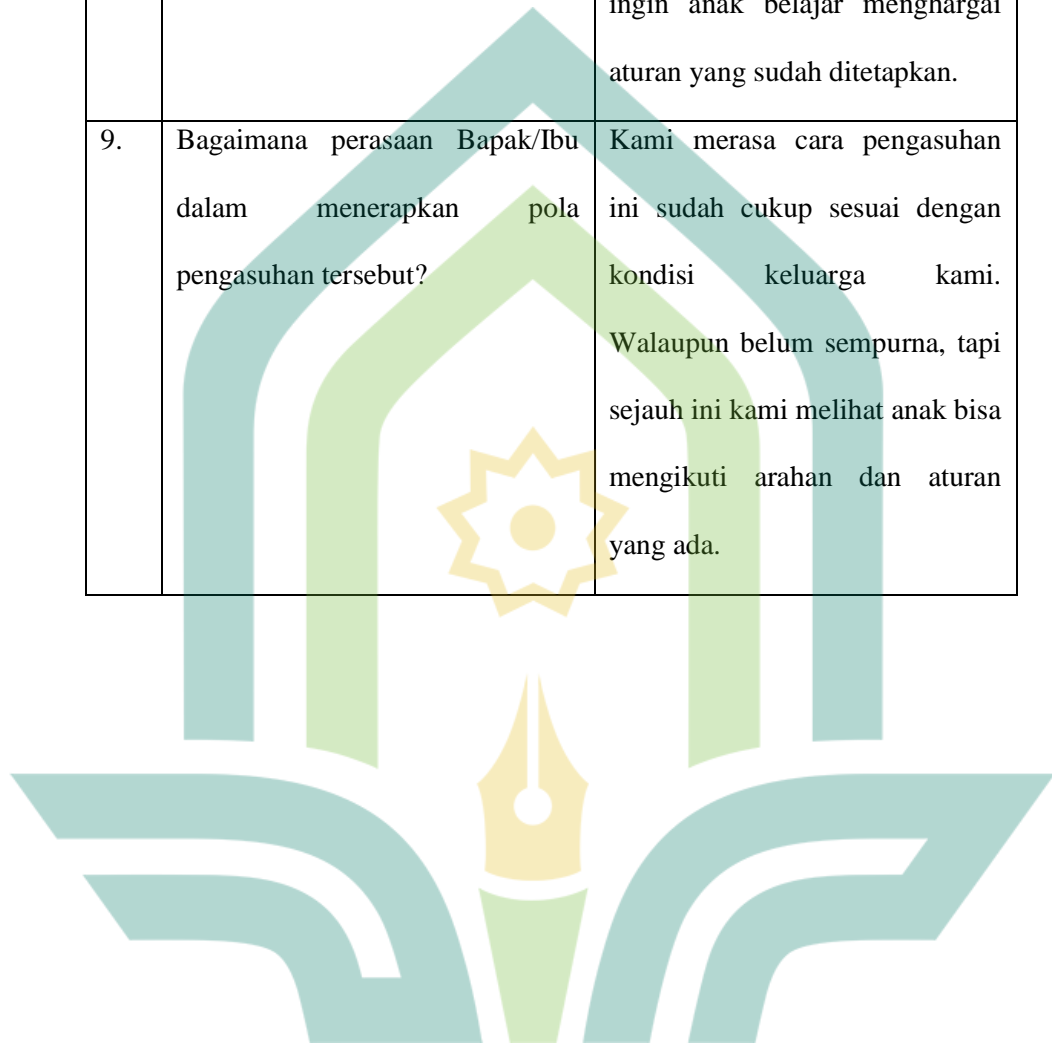 ingin anak belajar menghargai
aturan yang sudah ditetapkan.
9.
Bagaimana perasaan Bapak/Ibu
dalam menerapkan pola
pengasuhan tersebut?
Kami merasa cara pengasuhan
ini sudah cukup sesuai dengan
kondisi keluarga kami.
Walaupun belum sempurna, tapi
sejauh ini kami melihat anak bisa
mengikuti arahan dan aturan
yang ada.